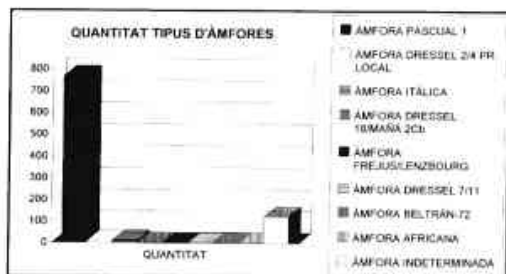 QUANTITAT TIPUS D'ÀMFORES
800
700
600
500
400
300
200
100
0
QUANTITAT
ÀMFORA PASCUAL 1
ÀMFORA DRESSEL 2/4 PR
LOCAL
ÀMFORA ITÀLICA
ÀMFORA DRESSEL
18/MAÑÁ 2Cb
ÀMFORA
FREJUS/LENZBOURG
ÀMFORA DRESSEL 7/11
ÀMFORA BELTRÁN-72
ÀMFORA AFRICANA
ÀMFORA INDETERMINADA